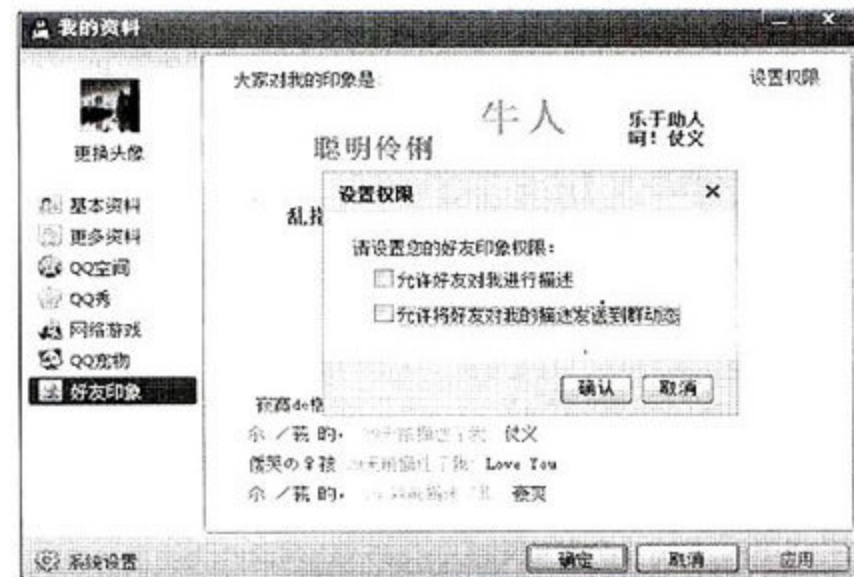 我的资料
更换头像
基本资料
更多资料
QQ空间
QQ秀
网络游戏
QQ宠物
好友印象
系统设置
大家对我的印象是:
设置权限
牛人
乐于助人
呵！仗义
聪明伶俐
乱指
设置权限
请设置您的好友印象权限：
允许好友对我进行描述
允许将好友对我的描述发送到群动态
确认 取消
仗义
Love You
豪爽
确定 取消 应用